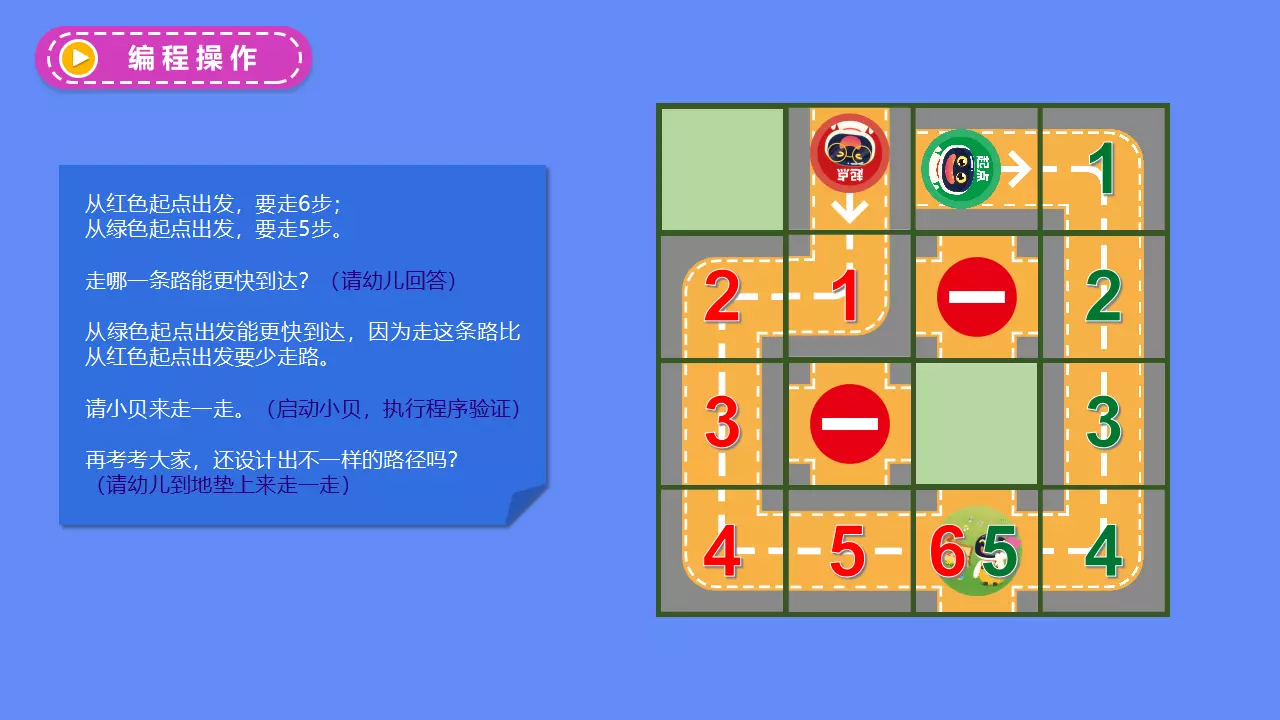 编程操作
从红色起点出发，要走6步；
从绿色起点出发，要走5步。
走哪一条路能更快到达？（请幼儿回答）
从绿色起点出发能更快到达，因为走这条路比
从红色起点出发要少走路。
请小贝来走一走。（启动小贝，执行程序验证）
再考考大家，还设计出不一样的路径吗？
（请幼儿到地垫上来走一走）
起点
起点
1
2
1
2
3
3
4
5
6
5
4